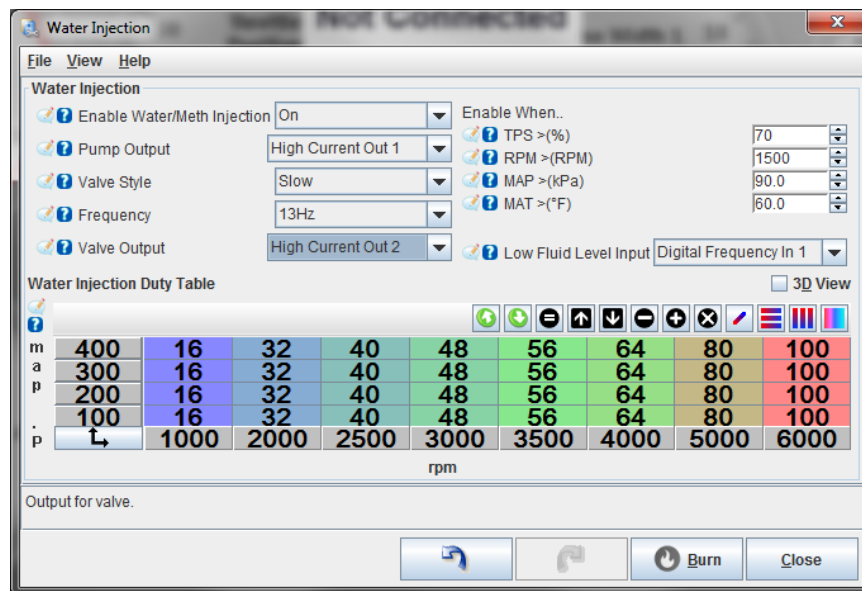 Not Connected
Water Injection
File View Help
Water Injection
Enable Water/Meth Injection On
Pump Output High Current Out 1
Valve Style Slow
Frequency 13Hz
Valve Output High Current Out 2
Enable When..
TPS >(%) 70
RPM >(RPM) 1500
MAP >(kPa) 90.0
MAT >(°F) 60.0
Low Fluid Level Input Digital Frequency In 1
Water Injection Duty Table
3D View
map.p
400 16 32 40 48 56 64 80 100
300 16 32 40 48 56 64 80 100
200 16 32 40 48 56 64 80 100
100 16 32 40 48 56 64 80 100
1000 2000 2500 3000 3500 4000 5000 6000
rpm
Output for valve.
Burn Close